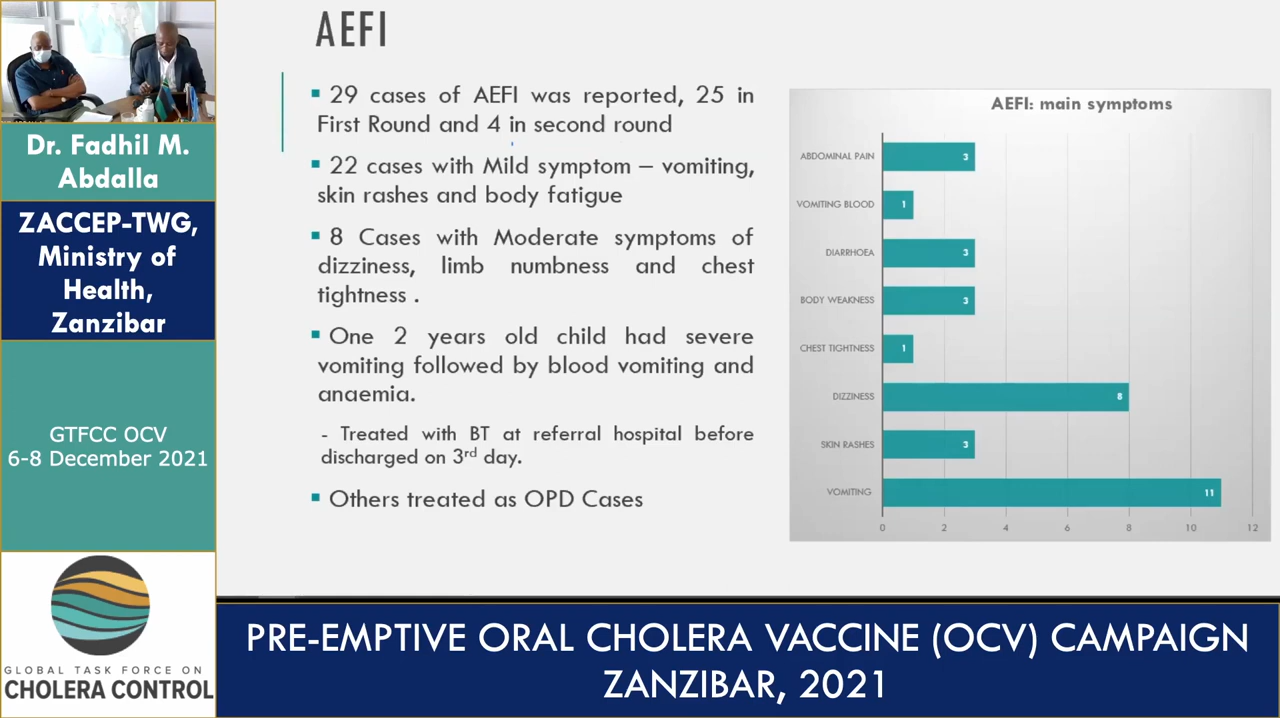 Dr. Fadhil M.
Abdalla
ZACCEP-TWG,
Ministry of
Health,
Zanzibar
GTFCC OCV
6-8 December 2021
GLOBAL TASK FORCE ON
CHOLERA CONTROL
AEFI
▪ 29 cases of AEFI was reported, 25 in
First Round and 4 in second round
▪ 22 cases with Mild symptom – vomiting,
skin rashes and body fatigue
▪ 8 Cases with Moderate symptoms of
dizziness, limb numbness and chest
tightness .
▪ One 2 years old child had severe
vomiting followed by blood vomiting and
anaemia.
- Treated with BT at referral hospital before
discharged on 3rd day.
▪ Others treated as OPD Cases
AEFI: main symptoms
ABDOMINAL PAIN 3
VOMITING BLOOD 1
DIARRHOEA 3
BODY WEAKNESS 3
CHEST TIGHTNESS 1
DIZZINESS 8
SKIN RASHES 3
VOMITING 11
0 2 4 6 8 10 12
PRE-EMPTIVE ORAL CHOLERA VACCINE (OCV) CAMPAIGN
ZANZIBAR, 2021